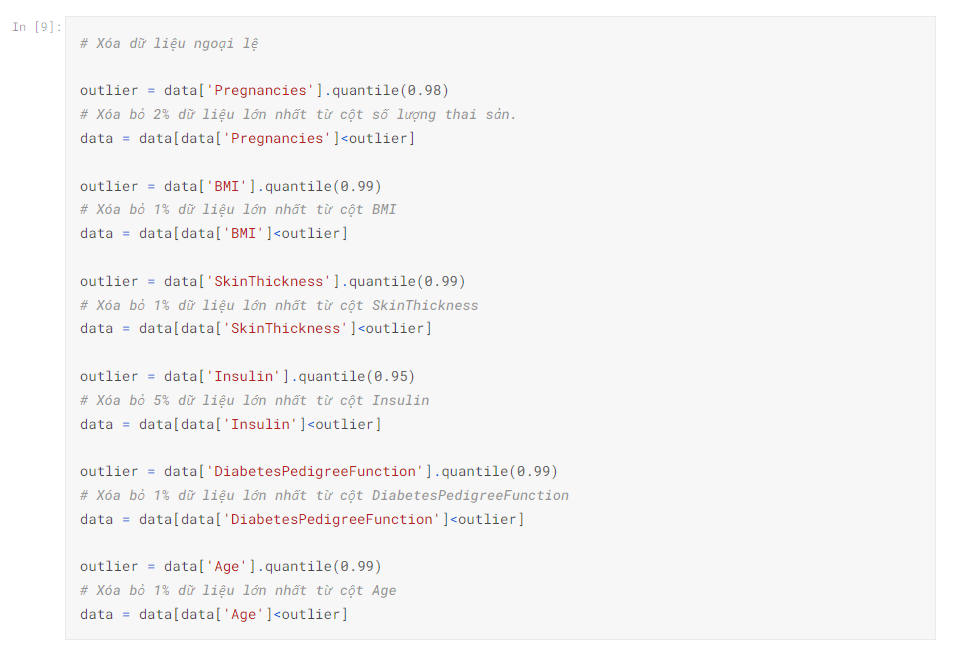 In [9]:
# Xóa dữ liệu ngoại lệ
outlier = data['Pregnancies'].quantile(0.98)
# Xóa bỏ 2% dữ liệu lớn nhất từ cột số lượng thai sản.
data = data[data['Pregnancies']<outlier]
outlier = data['BMI'].quantile(0.99)
# Xóa bỏ 1% dữ liệu lớn nhất từ cột BMI
data = data[data['BMI']<outlier]
outlier = data['SkinThickness'].quantile(0.99)
# Xóa bỏ 1% dữ liệu lớn nhất từ cột SkinThickness
data = data[data['SkinThickness']<outlier]
outlier = data['Insulin'].quantile(0.95)
# Xóa bỏ 5% dữ liệu lớn nhất từ cột Insulin
data = data[data['Insulin']<outlier]
outlier = data['DiabetesPedigreeFunction'].quantile(0.99)
# Xóa bỏ 1% dữ liệu lớn nhất từ cột DiabetesPedigreeFunction
data = data[data['DiabetesPedigreeFunction']<outlier]
outlier = data['Age'].quantile(0.99)
# Xóa bỏ 1% dữ liệu lớn nhất từ cột Age
data = data[data['Age']<outlier]